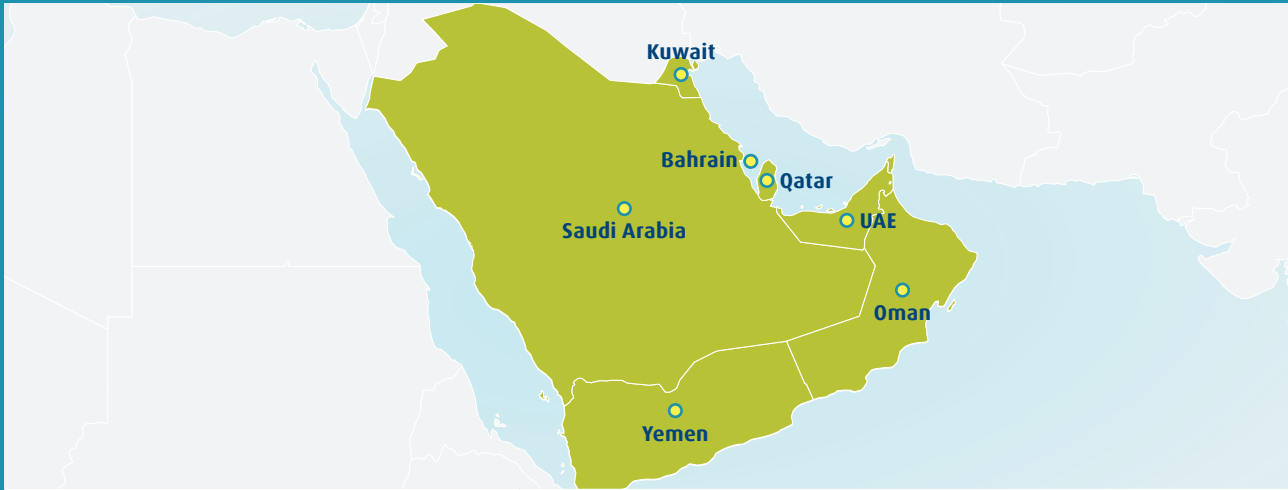 Kuwait
Bahrain
Qatar
Saudi Arabia
UAE
Oman
Yemen